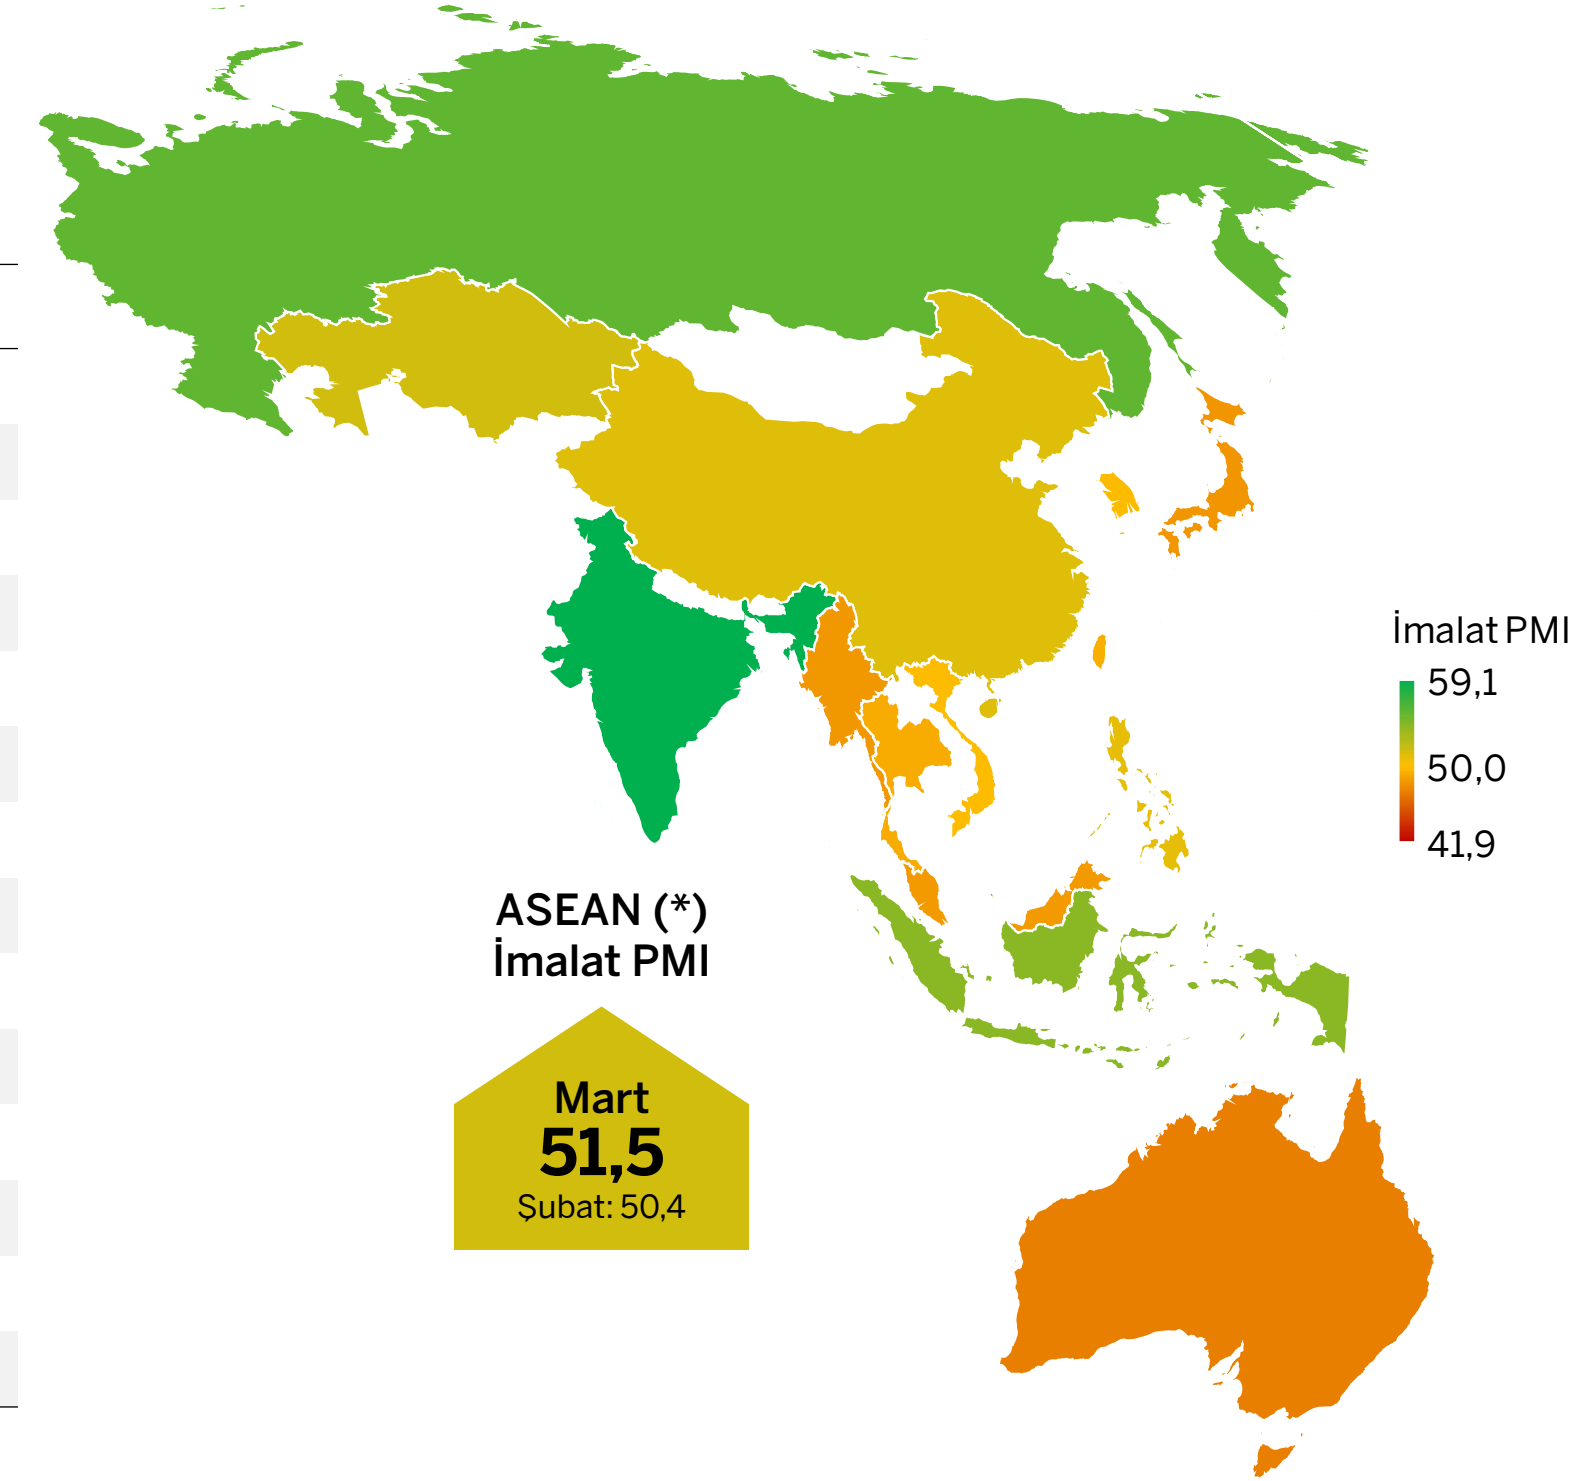 İmalat PMI
59,1
50,0
41,9
ASEAN (*)
İmalat PMI
Mart
51,5
Şubat: 50,4